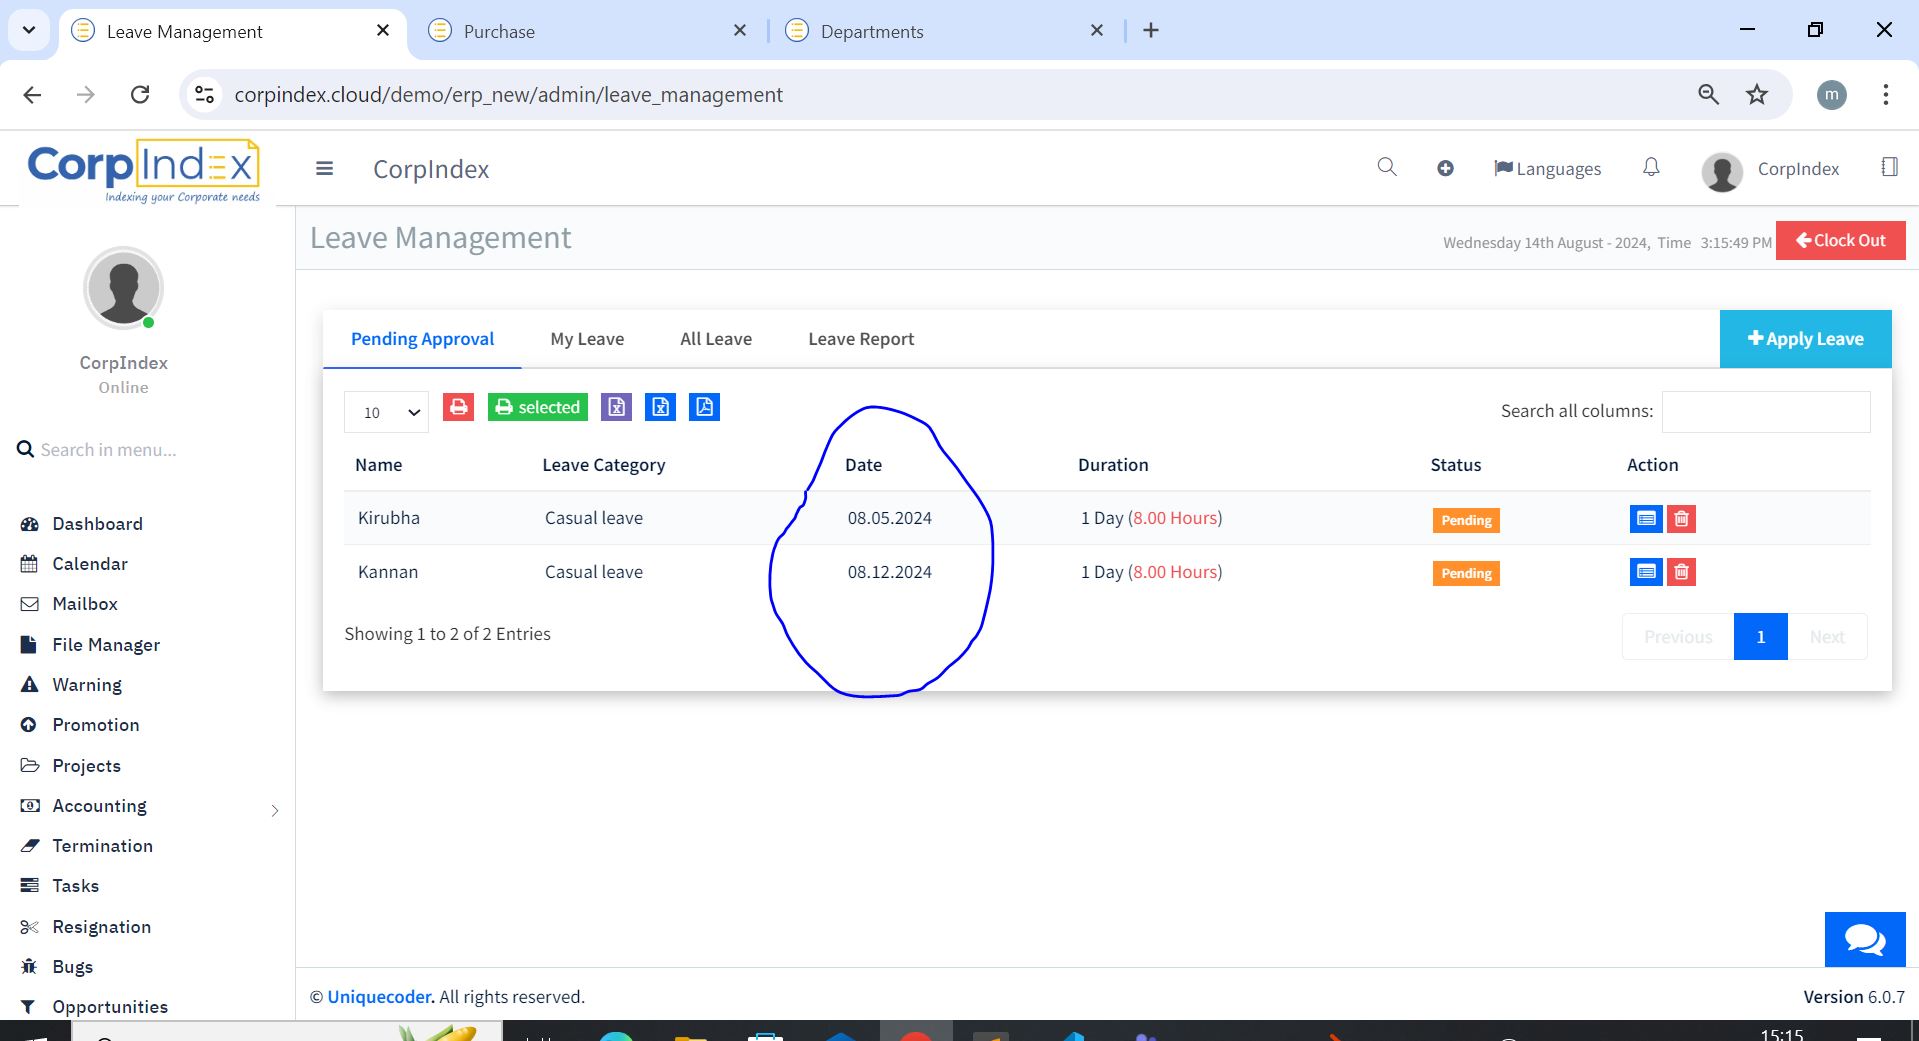 Leave Management
Purchase
Departments
corpindex.cloud/demo/erp_new/admin/leave_management
m
CorpIndex
Indexing your Corporate needs
CorpIndex
Languages
CorpIndex
Leave Management
Wednesday 14th August - 2024, Time 3:15:49 PM
Clock Out
CorpIndex
Online
Search in menu...
Dashboard
Calendar
Mailbox
File Manager
Warning
Promotion
Projects
Accounting
Termination
Tasks
Resignation
Bugs
Opportunities
Pending Approval
My Leave
All Leave
Leave Report
Apply Leave
10
selected
Search all columns:
Name Leave Category Date Duration Status Action
Kirubha Casual leave 08.05.2024 1 Day (8.00 Hours) Pending
Kannan Casual leave 08.12.2024 1 Day (8.00 Hours) Pending
Showing 1 to 2 of 2 Entries
Previous 1 Next
© Uniquecoder. All rights reserved.
Version 6.0.7
15:15